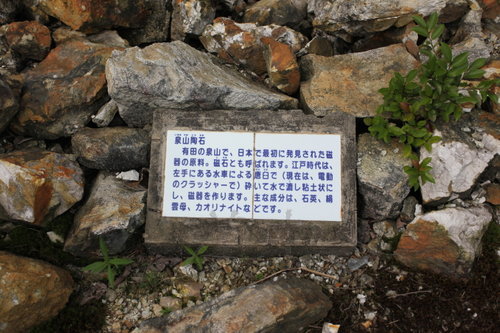 泉山陶石
有田の泉山で、日本で最初に発見された磁
器の原料。磁石とも呼ばれます。江戸時代は、
左手にある水車による唐臼で(現在は、電動
のクラッシャーで)砕いて水で漉し粘土状に
し、磁器を作ります。主な成分は、石英、絹
雲母、カオリナイトなどです。